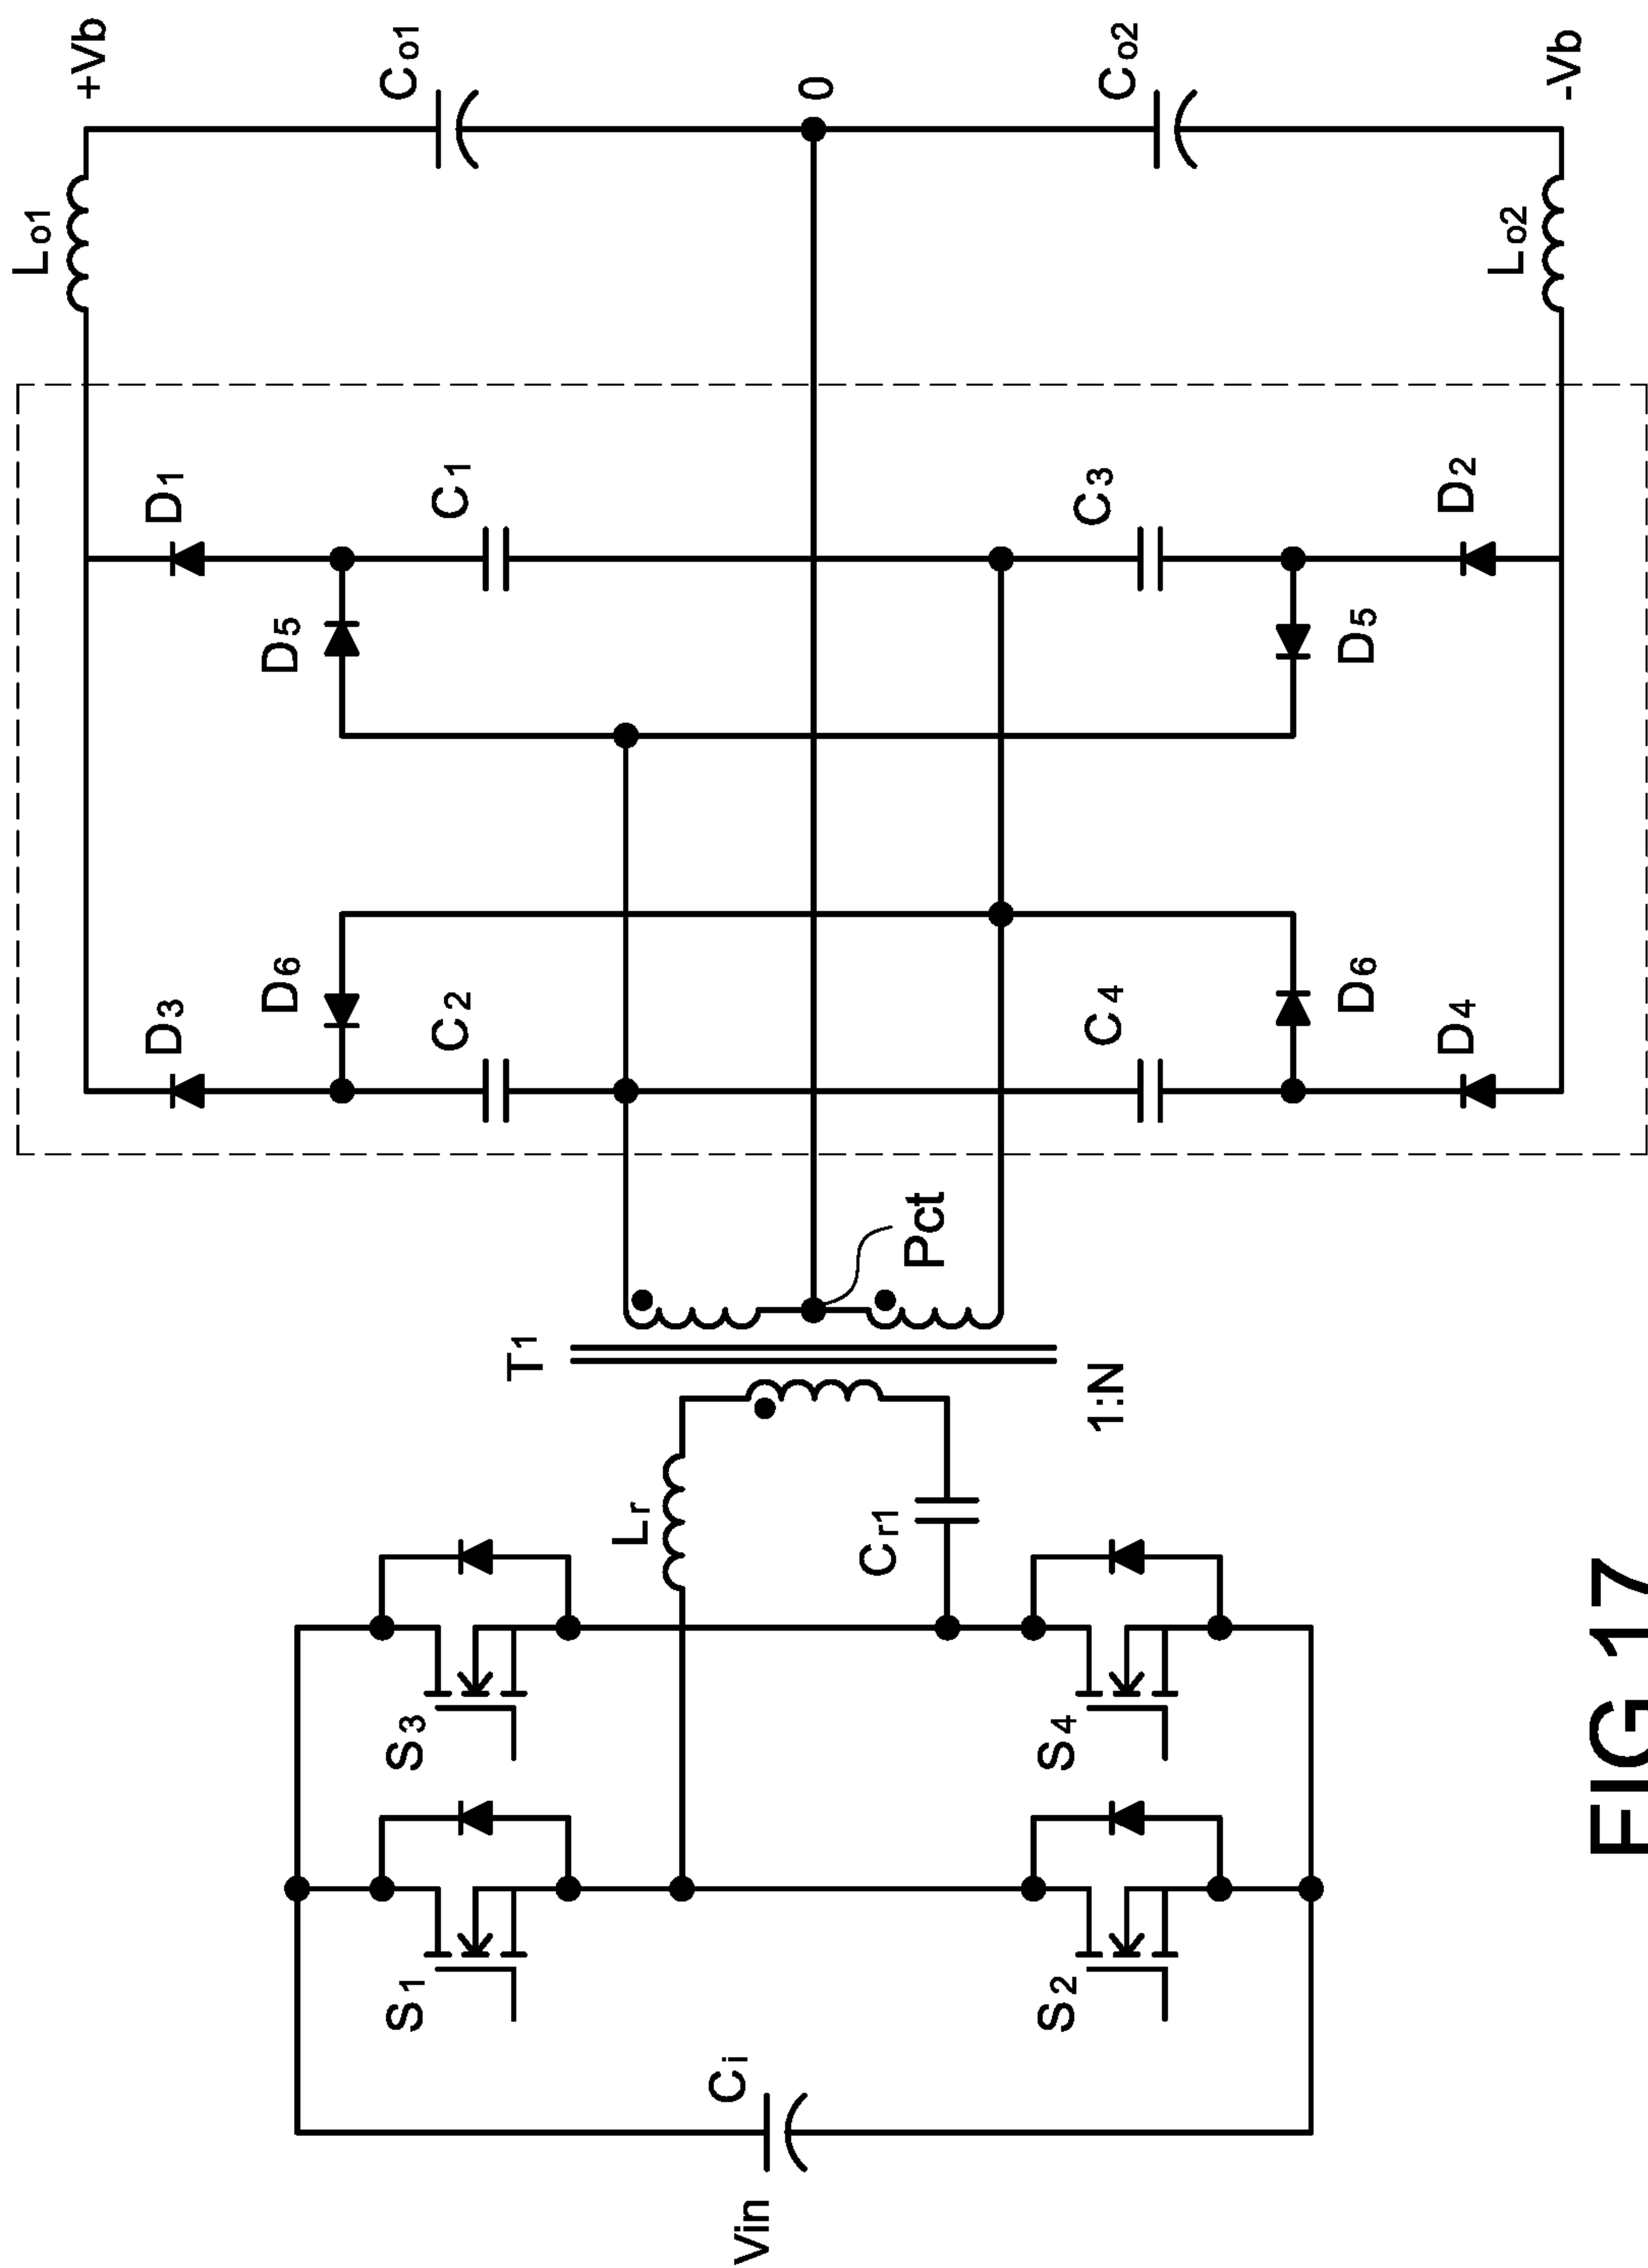 +Vb
Lo1
Co1
D1
D3
D5
D6
C1
C2
0
T1
Lr
S1
S3
Vin
Ci
Pct
Cr1
1:N
C3
C4
S2
S4
D5
D6
D2
D4
Lo2
Co2
-Vb
FIG 17